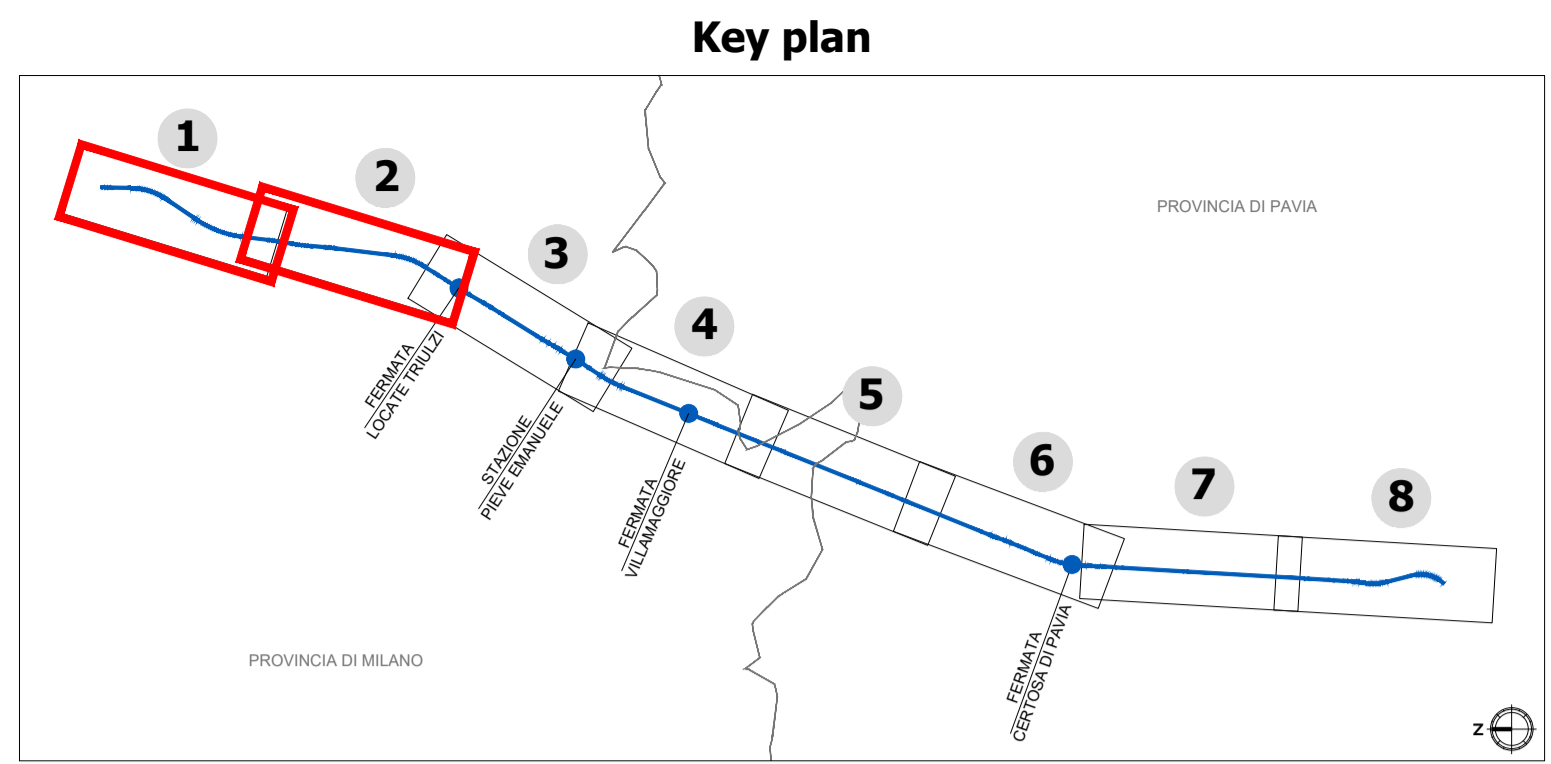 Key plan
1
2
3
4
5
6
7
8
PROVINCIA DI PAVIA
FERMATA
LOCATE TRIULZI
STAZIONE
PIEVE EMANUELE
FERMATA
VILLAMAGGIORE
FERMATA
CERTOSA DI PAVIA
PROVINCIA DI MILANO
N